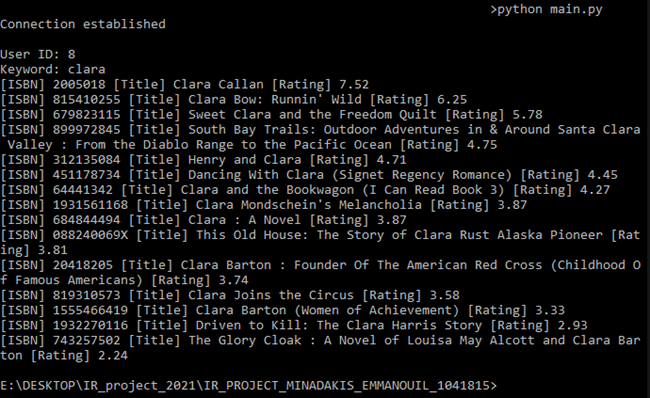 >python main.py
Connection established
User ID: 8
Keyword: clara
[ISBN] 2005018 [Title] Clara Callan [Rating] 7.52
[ISBN] 815410255 [Title] Clara Bow: Runnin' Wild [Rating] 6.25
[ISBN] 679823115 [Title] Sweet Clara and the Freedom Quilt [Rating] 5.78
[ISBN] 899972845 [Title] South Bay Trails: Outdoor Adventures in & Around Santa Clara
Valley : From the Diablo Range to the Pacific Ocean [Rating] 4.75
[ISBN] 312135084 [Title] Henry and Clara [Rating] 4.71
[ISBN] 451178734 [Title] Dancing With Clara (Signet Regency Romance) [Rating] 4.45
[ISBN] 64441342 [Title] Clara and the Bookwagon (I Can Read Book 3) [Rating] 4.27
[ISBN] 1931561168 [Title] Clara Mondschein's Melancholia [Rating] 3.87
[ISBN] 684844494 [Title] Clara : A Novel [Rating] 3.87
[ISBN] 088240069X [Title] This Old House: The Story of Clara Rust Alaska Pioneer [Rat
ing] 3.81
[ISBN] 20418205 [Title] Clara Barton : Founder Of The American Red Cross (Childhood O
f Famous Americans) [Rating] 3.74
[ISBN] 819310573 [Title] Clara Joins the Circus [Rating] 3.58
[ISBN] 1555466419 [Title] Clara Barton (Women of Achievement) [Rating] 3.33
[ISBN] 1932270116 [Title] Driven to Kill: The Clara Harris Story [Rating] 2.93
[ISBN] 743257502 [Title] The Glory Cloak : A Novel of Louisa May Alcott and Clara Bar
ton [Rating] 2.24
E:\DESKTOP\IR_project_2021\IR_PROJECT_MINADAKIS_EMMANOUIL_1041815>